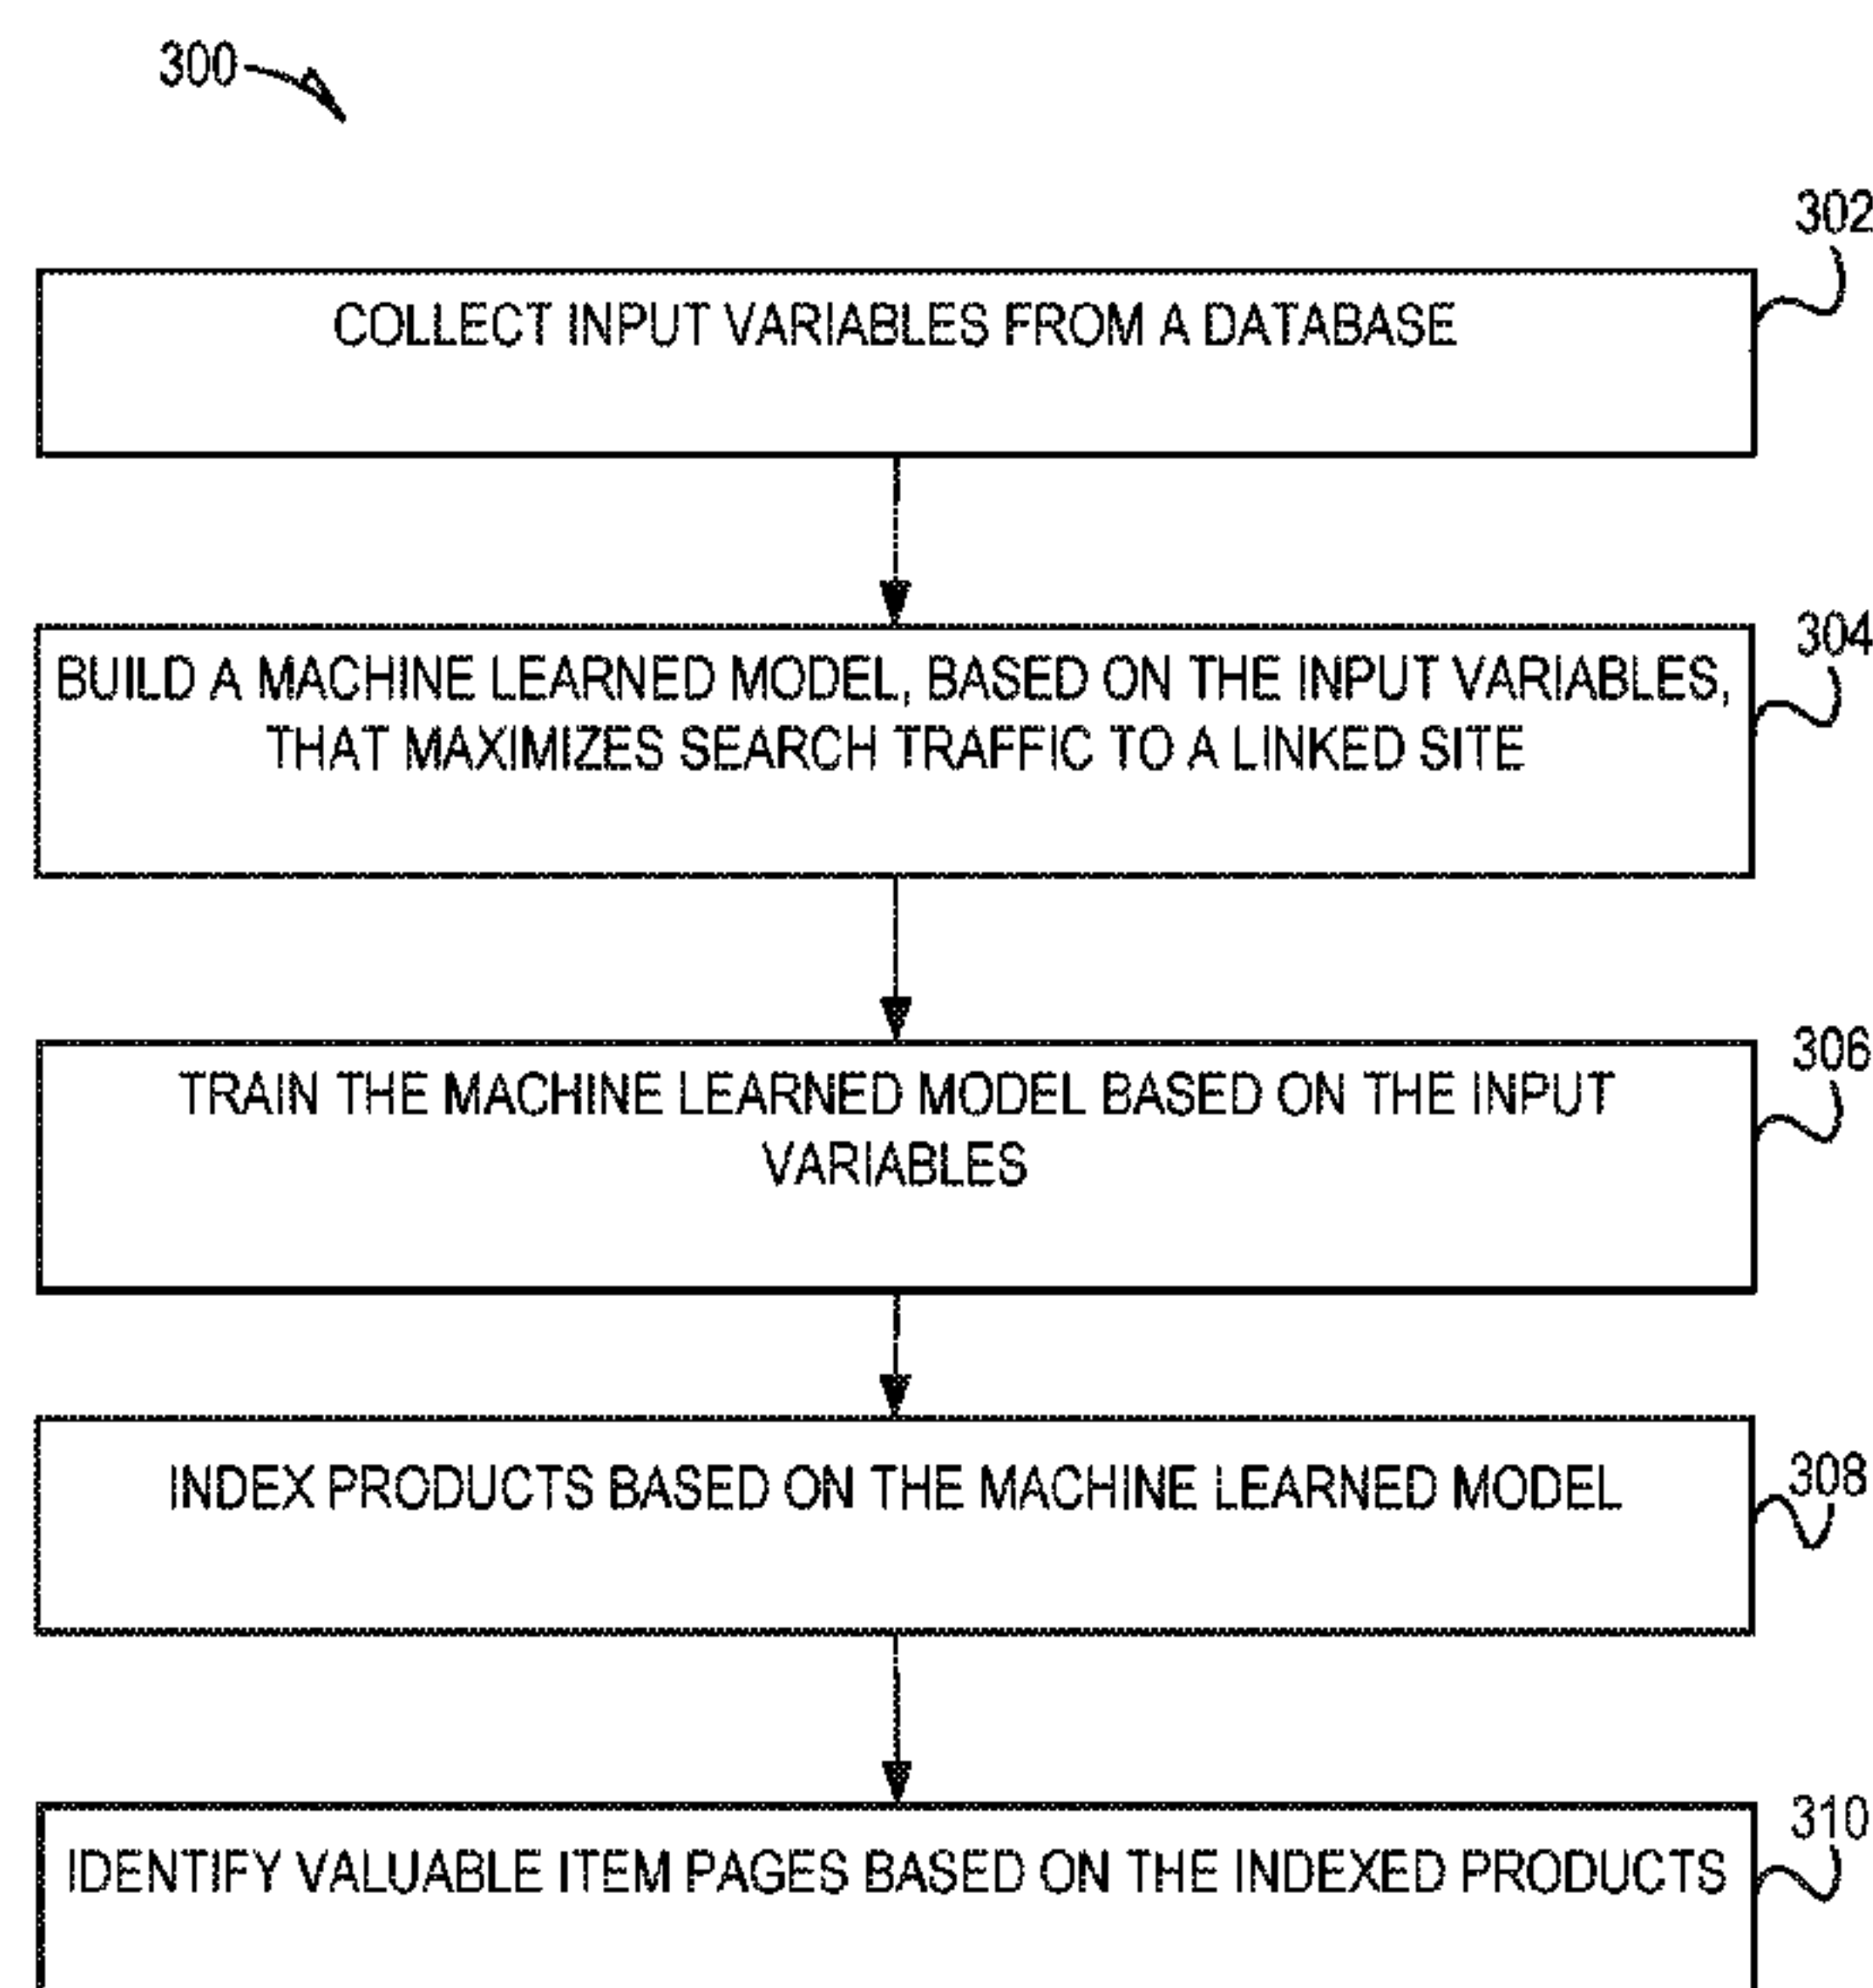 300
302
COLLECT INPUT VARIABLES FROM A DATABASE
304
BUILD A MACHINE LEARNED MODEL, BASED ON THE INPUT VARIABLES,
THAT MAXIMIZES SEARCH TRAFFIC TO A LINKED SITE
306
TRAIN THE MACHINE LEARNED MODEL BASED ON THE INPUT
VARIABLES
308
INDEX PRODUCTS BASED ON THE MACHINE LEARNED MODEL
310
IDENTIFY VALUABLE ITEM PAGES BASED ON THE INDEXED PRODUCTS